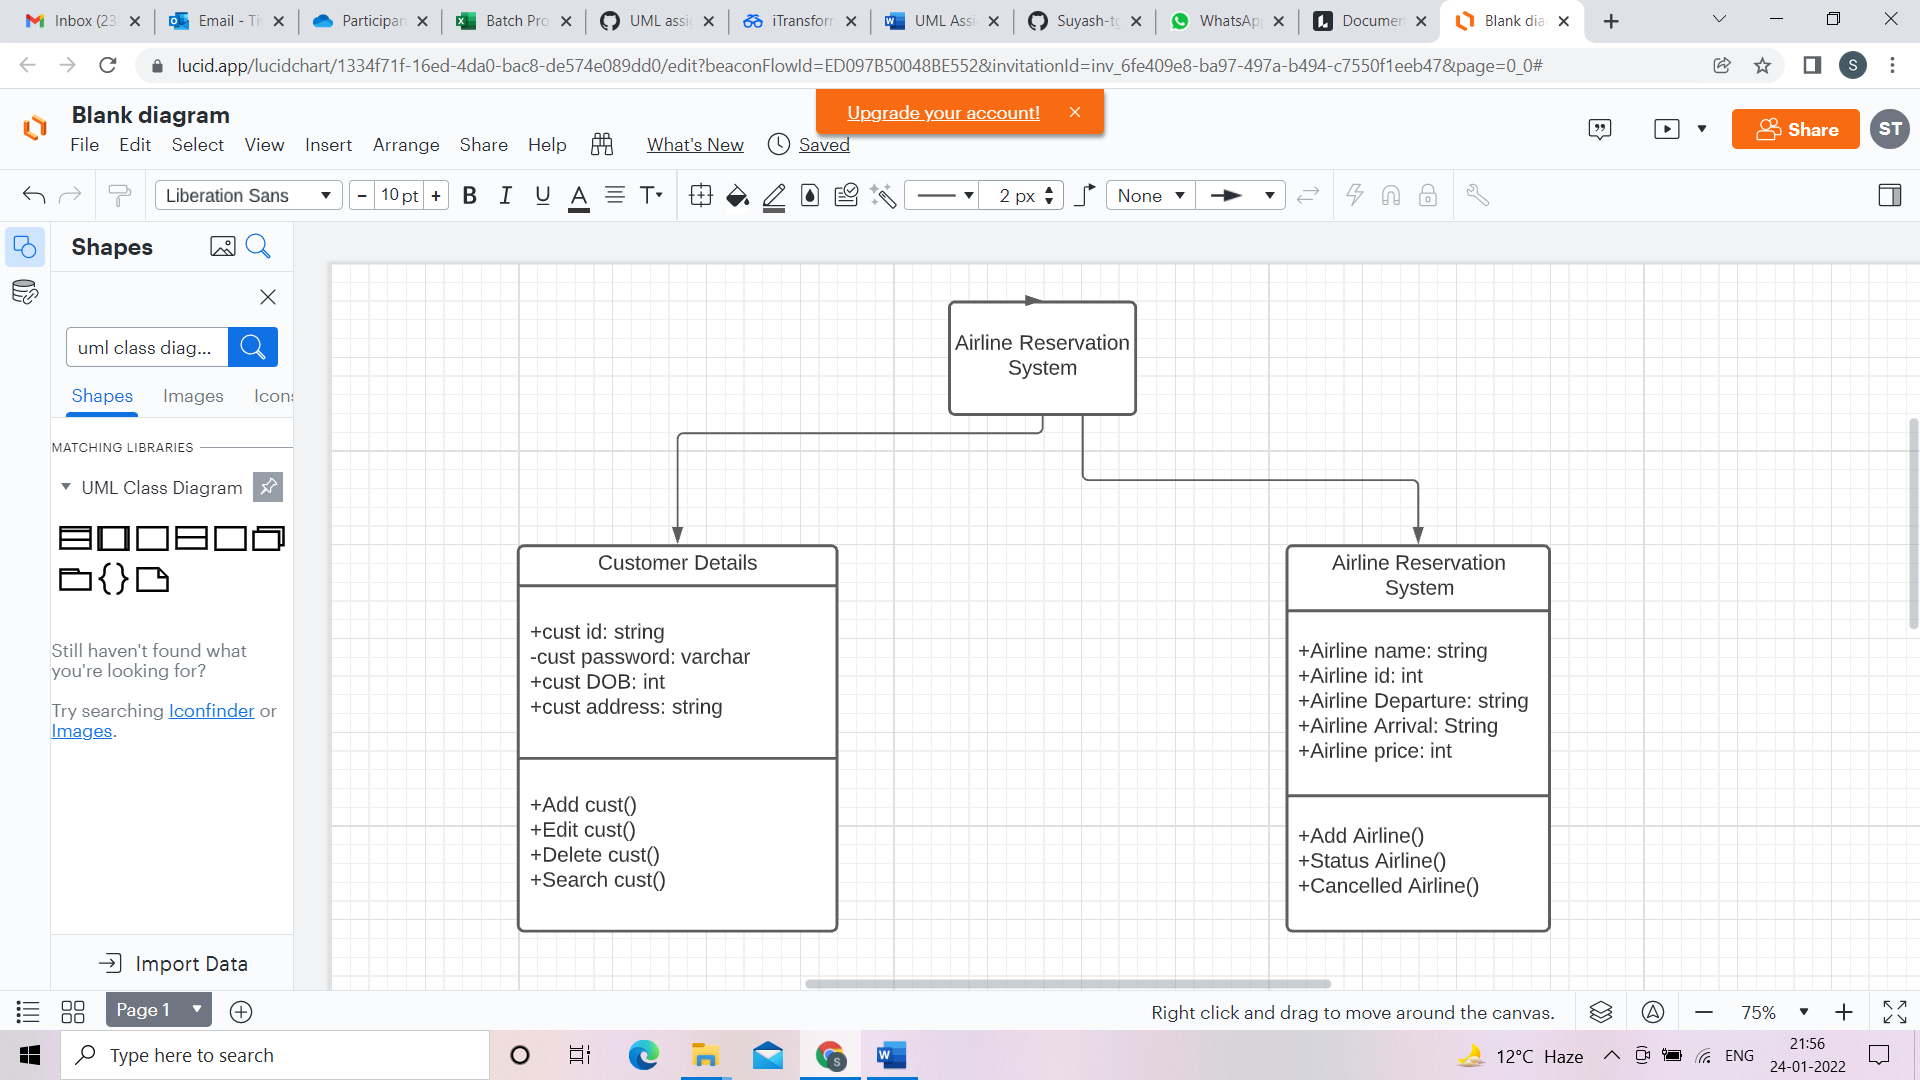 Inbox (23
Email - Ti
Participan
Batch Pro
UML assi
iTransform
UML Assi
Suyash-t
WhatsApp
Documen
Blank dia
lucid.app/lucidchart/1334f71f-16ed-4da0-bac8-de574e089dd0/edit?beaconFlowId=ED097B50048BE552&invitationId=inv_6fe409e8-ba97-497a-b494-c7550f1eeb47&page=0_0#
S
Blank diagram
Upgrade your account!
File Edit Select View Insert Arrange Share Help What's New Saved
Share
ST
Liberation Sans
- 10 pt +
B I U A T
2 px
None
Shapes
uml class diag...
Shapes Images Icons
MATCHING LIBRARIES
UML Class Diagram
{}
Still haven't found what
you're looking for?
Try searching Iconfinder or
Images.
Import Data
Airline Reservation
System
Customer Details
+cust id: string
-cust password: varchar
+cust DOB: int
+cust address: string
+Add cust()
+Edit cust()
+Delete cust()
+Search cust()
Airline Reservation
System
+Airline name: string
+Airline id: int
+Airline Departure: string
+Airline Arrival: String
+Airline price: int
+Add Airline()
+Status Airline()
+Cancelled Airline()
Page 1
Right click and drag to move around the canvas.
75%
Type here to search
12°C Haze
ENG
21:56
24-01-2022